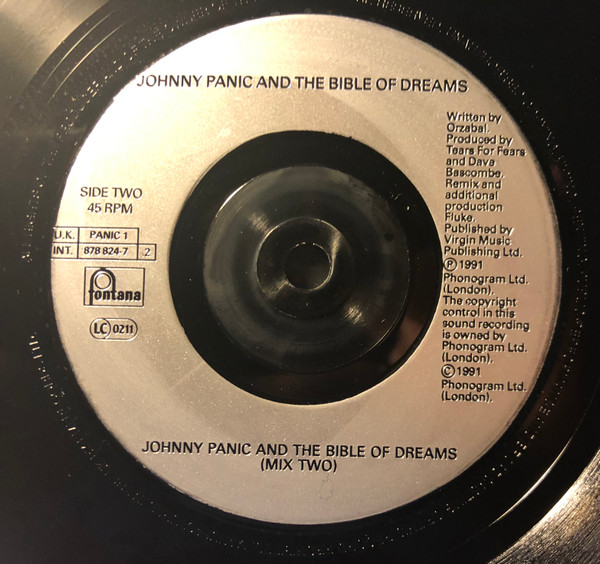 JOHNNY PANIC AND THE BIBLE OF DREAMS
SIDE TWO
45 RPM
U.K. PANIC 1
INT. 878 824-7 2
fontana
LC 0211
Written by
Orzabal.
Produced by
Tears For Fears
and Dave
Bascombe.
Remix and
additional
production
Fluke.
Published by
Virgin Music
Publishing Ltd.
Ⓟ 1991
Phonogram Ltd.
(London).
The copyright
control in this
sound recording
is owned by
Phonogram Ltd.
(London).
© 1991
Phonogram Ltd.
(London).
JOHNNY PANIC AND THE BIBLE OF DREAMS
(MIX TWO)